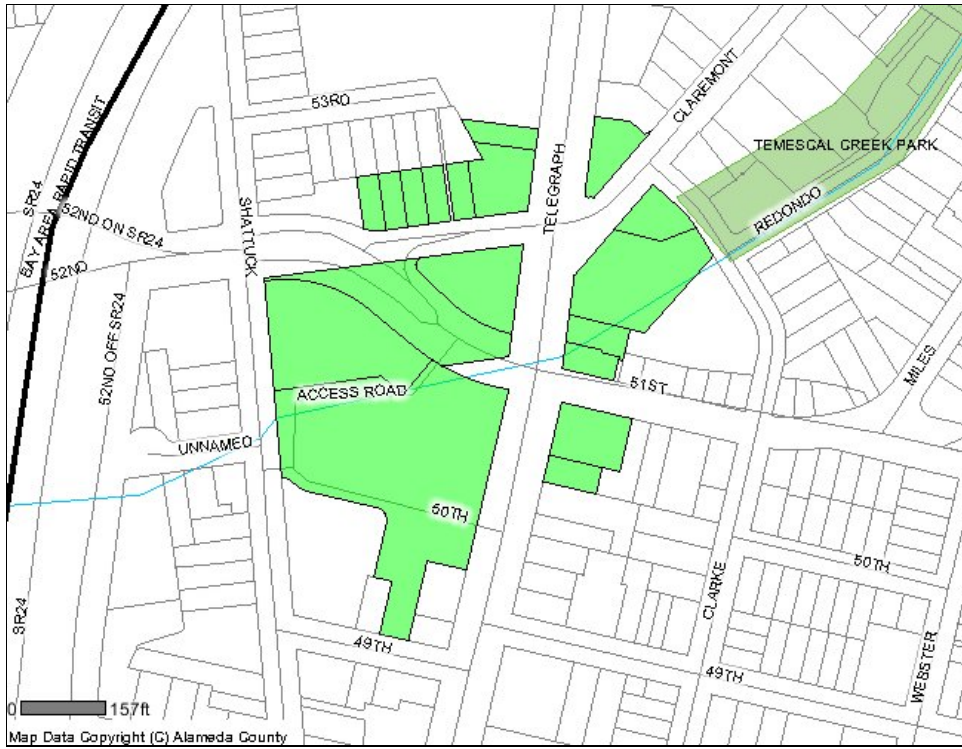 53RD
CLAREMONT
BAY AREA RAPID TRANSIT
TEMESCAL CREEK PARK
TELEGRAPH
SR24
52ND ON SR24
SHATTUCK
REDONDO
52ND
52ND OFF SR24
MILES
51ST
ACCESS ROAD
UNNAMED
50TH
50TH
CLARKE
SR24
49TH
49TH
WEBSTER
0 157ft
Map Data Copyright (C) Alameda County